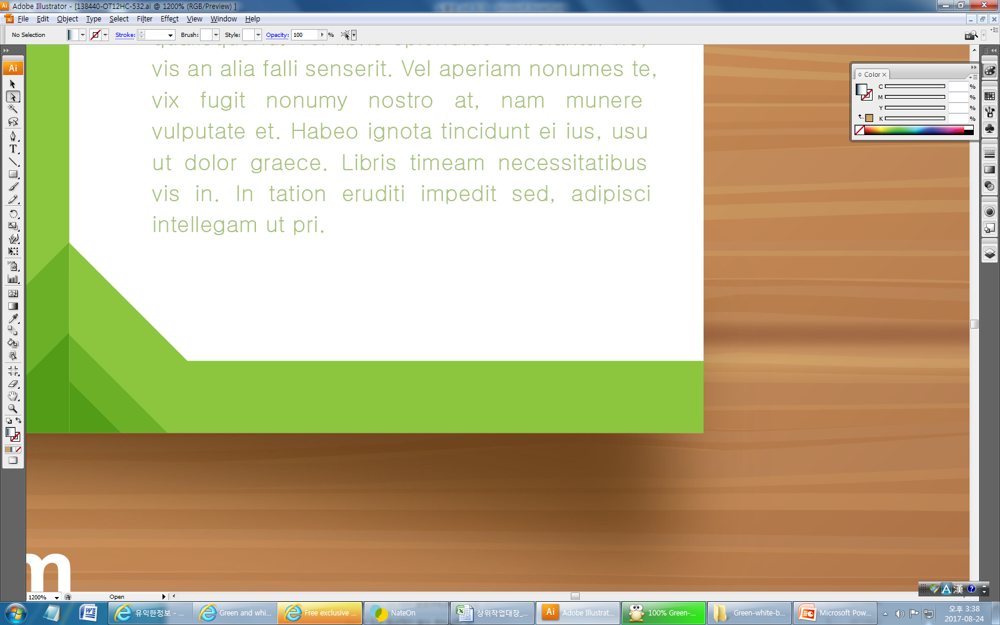 Adobe Illustrator - [138440-OT12HC-532.ai @ 1200% (RGB/Preview) ]
File Edit Object Type Select Filter Effect View Window Help
No Selection Stroke: Brush: Style: Opacity: 100 %
vis an alia falli senserit. Vel aperiam nonumes te,
vix fugit nonumy nostro at, nam munere
vulputate et. Habeo ignota tincidunt ei ius, usu
ut dolor graece. Libris timeam necessitatibus
vis in. In tation eruditi impedit sed, adipisci
intellegam ut pri.
Ai
Color
C %
M %
Y %
K %
m
1200% Open
A 漢 ?
유익한정보 - ... Green and whi... Free exclusive ... NateOn 상위작업대장_... Adobe Illustrat... 100% Green-... Green-white-b... Microsoft Pow...
오후 3:38
2017-08-24